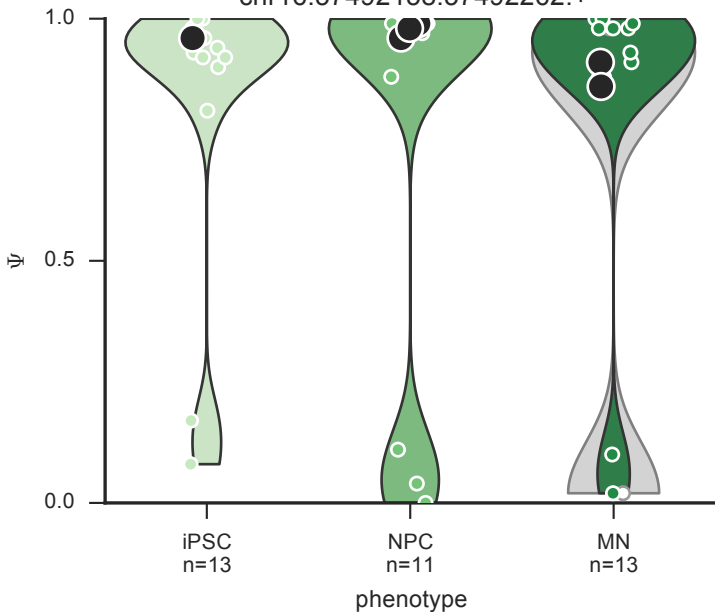 1.0
Ψ 0.5
0.0
iPSC NPC MN
n=13 n=11 n=13
phenotype